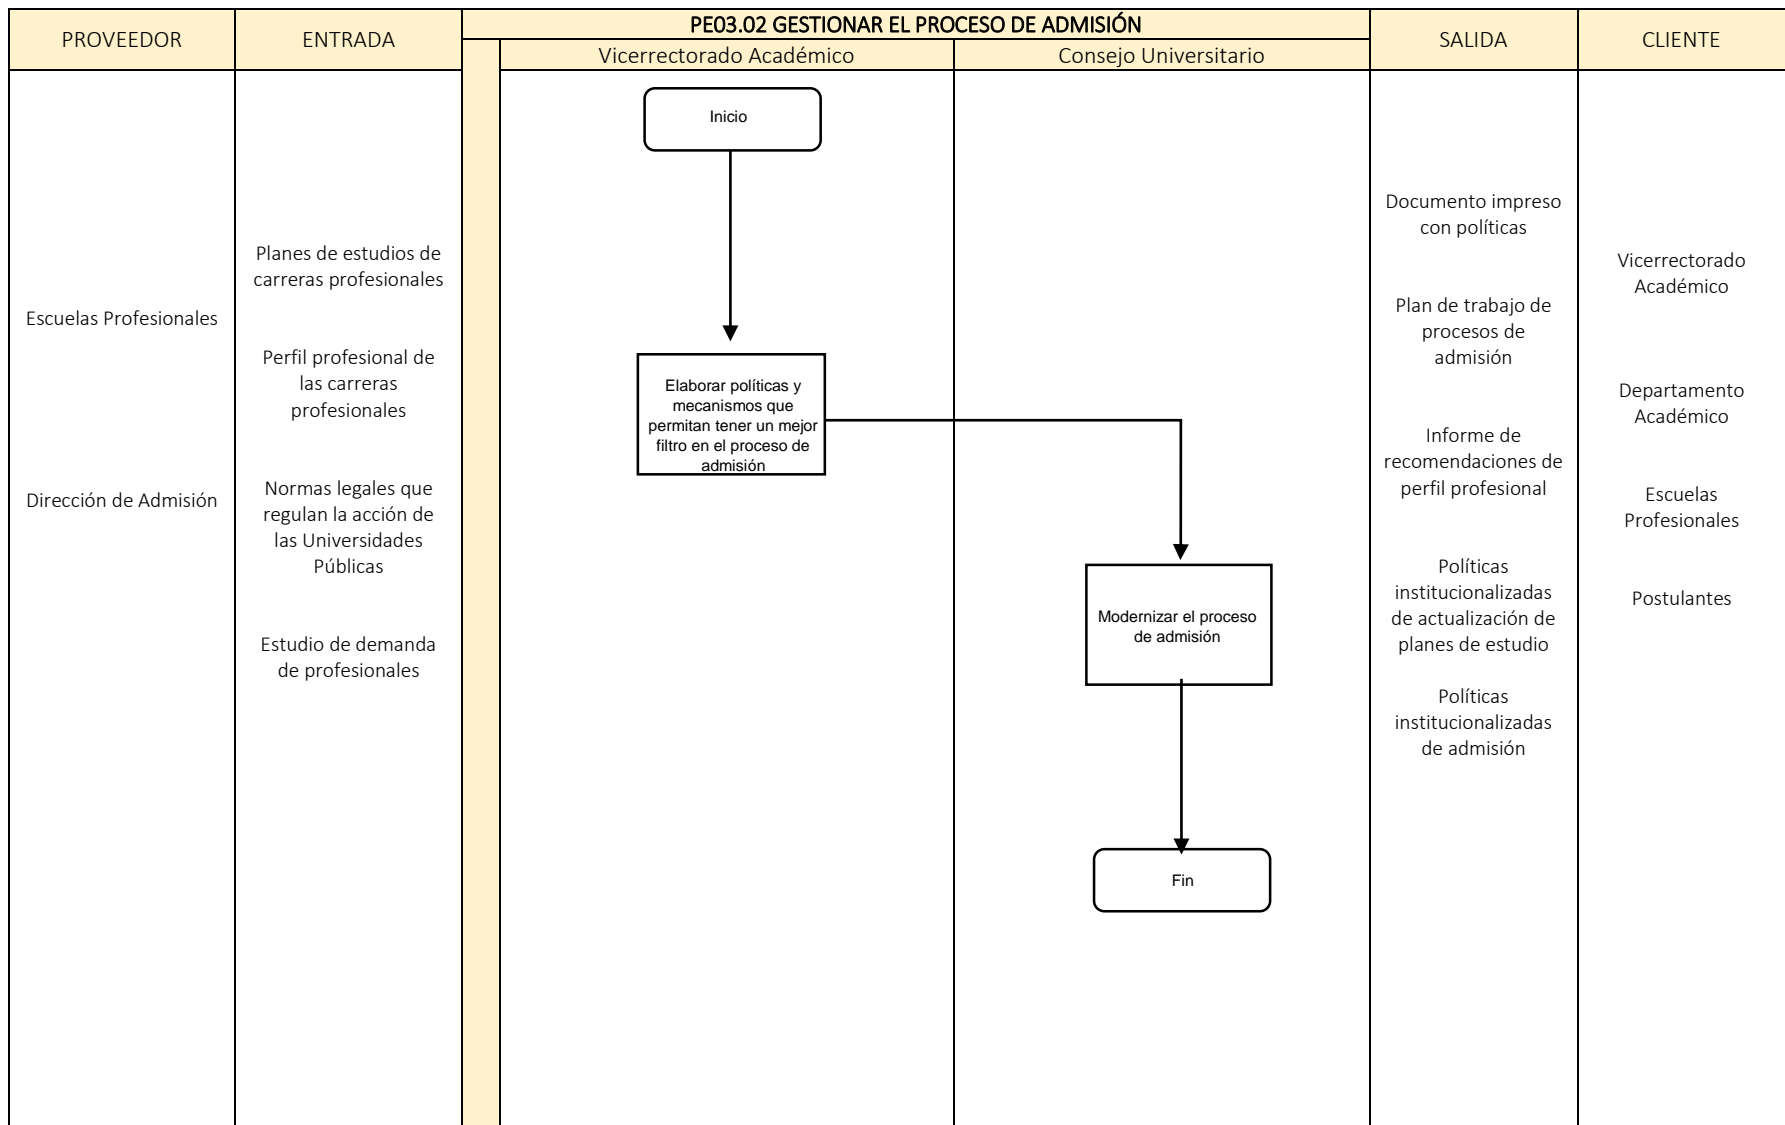 PROVEEDOR
ENTRADA
PE03.02 GESTIONAR EL PROCESO DE ADMISIÓN
Vicerrectorado Académico
Consejo Universitario
SALIDA
CLIENTE
Escuelas Profesionales
Dirección de Admisión
Planes de estudios de
carreras profesionales
Perfil profesional de
las carreras
profesionales
Normas legales que
regulan la acción de
las Universidades
Públicas
Estudio de demanda
de profesionales
Inicio
Elaborar políticas y
mecanismos que
permitan tener un mejor
filtro en el proceso de
admisión
Modernizar el proceso
de admisión
Fin
Documento impreso
con políticas
Plan de trabajo de
procesos de
admisión
Informe de
recomendaciones de
perfil profesional
Políticas
institucionalizadas
de actualización de
planes de estudio
Políticas
institucionalizadas
de admisión
Vicerrectorado
Académico
Departamento
Académico
Escuelas
Profesionales
Postulantes